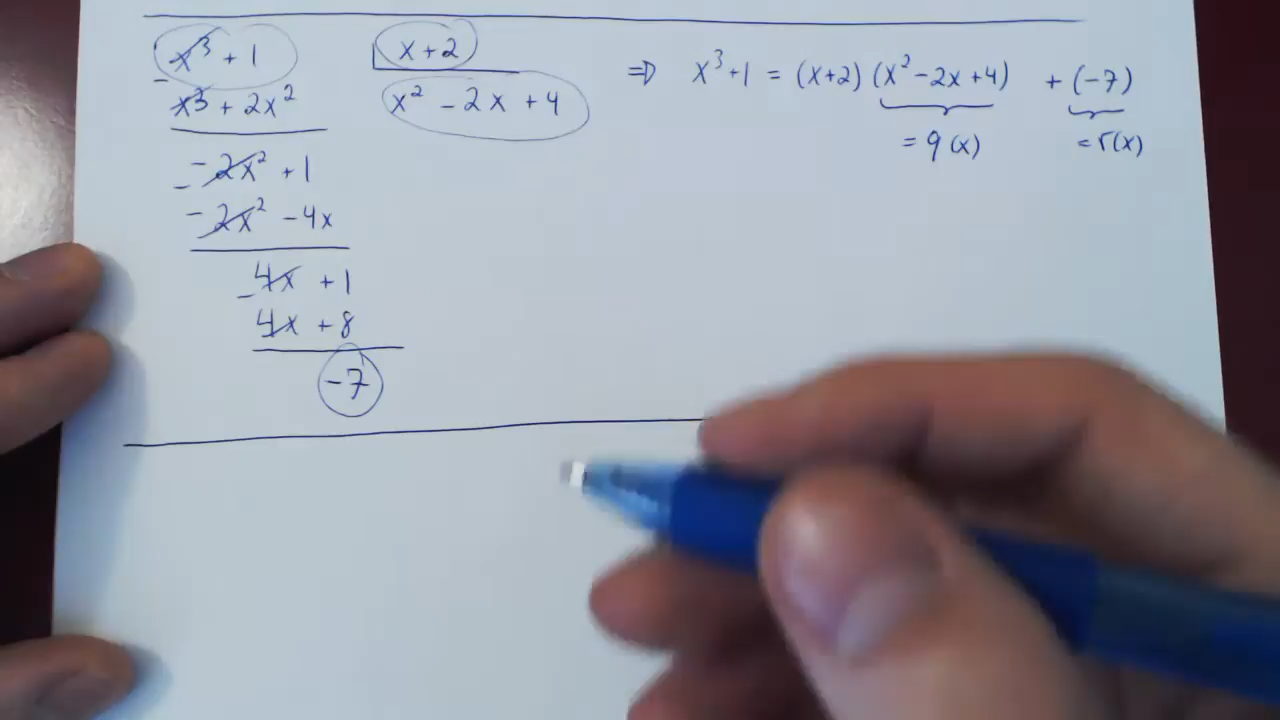 x³ + 1
x + 2
⇒ x³ + 1 = (x+2) (x² - 2x + 4) + (-7)
- x³ + 2x²
x² - 2x + 4
= q(x)
= r(x)
-2x² + 1
- -2x² - 4x
4x + 1
- 4x + 8
-7